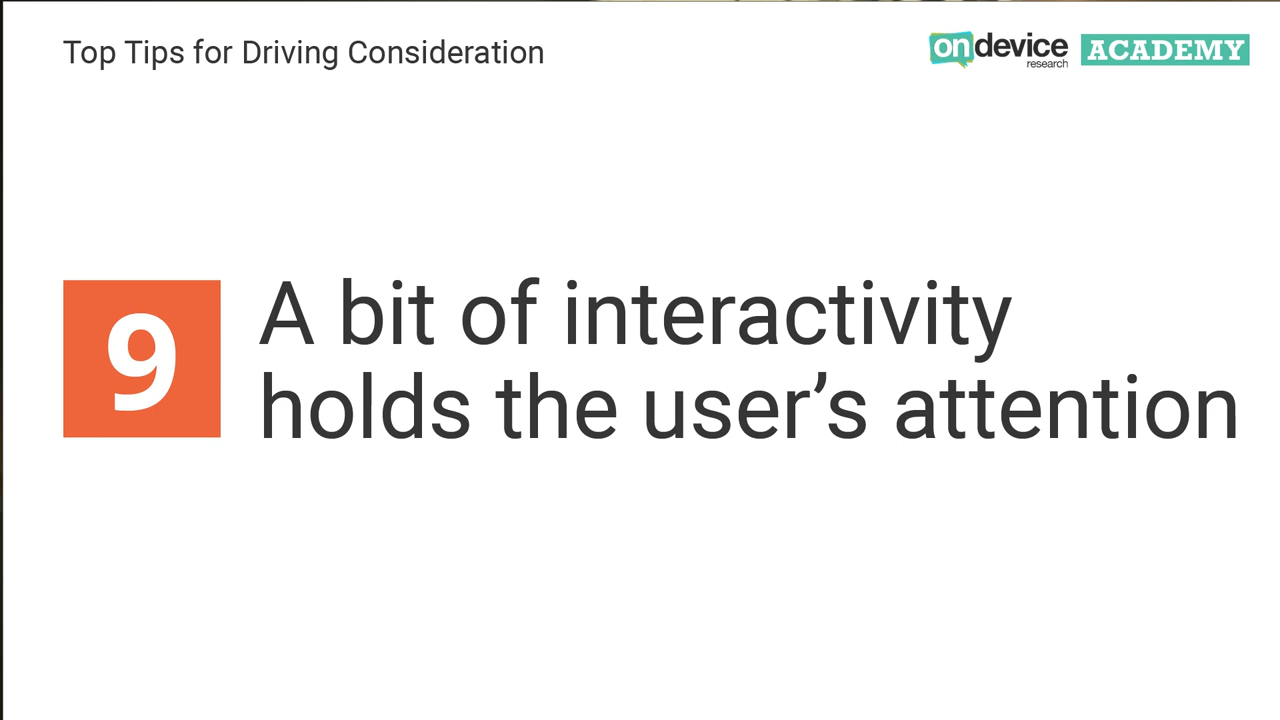 Top Tips for Driving Consideration
ondevice
research
ACADEMY
9
A bit of interactivity
holds the user’s attention